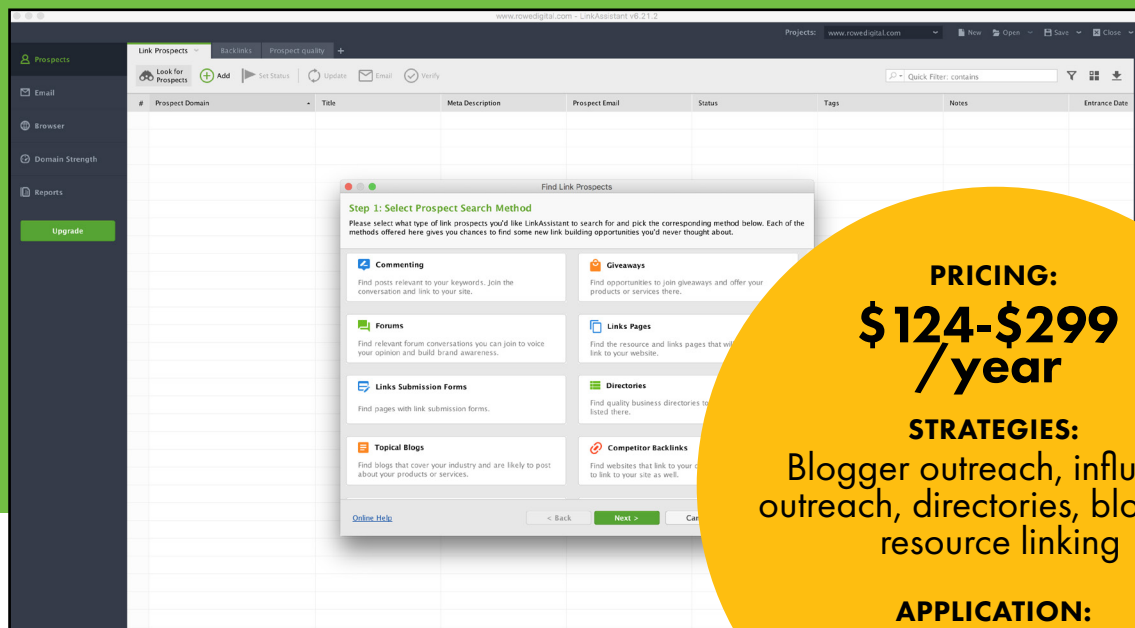 www.rowedigital.com - LinkAssistant v6.21.2
Projects: www.rowedigital.com New Open Save Close
Prospects
Email
Browser
Domain Strength
Reports
Upgrade
Link Prospects Backlinks Prospect quality +
Look for Prospects Add Set Status Update Email Verify
Quick Filter: contains
# Prospect Domain Title Meta Description Prospect Email Status Tags Notes Entrance Date
Find Link Prospects
Step 1: Select Prospect Search Method
Please select what type of link prospects you'd like LinkAssistant to search for and pick the corresponding method below. Each of the
methods offered here gives you chances to find some new link building opportunities you'd never thought about.
Commenting
Find posts relevant to your keywords. Join the
conversation and link to your site.
Giveaways
Find opportunities to join giveaways and offer your
products or services there.
Forums
Find relevant forum conversations you can join to voice
your opinion and build brand awareness.
Links Pages
Find the resource and links pages that
link to your website.
Links Submission Forms
Find pages with link submission forms.
Directories
Find quality business directories to
listed there.
Topical Blogs
Find blogs that cover your industry and are likely to post
about your products or services.
Competitor Backlinks
Find websites that link to your
to link to your site as well.
Online Help
< Back Next >
PRICING:
$124-$299
/year
STRATEGIES:
Blogger outreach,
outreach, directories,
resource linking
APPLICATION: